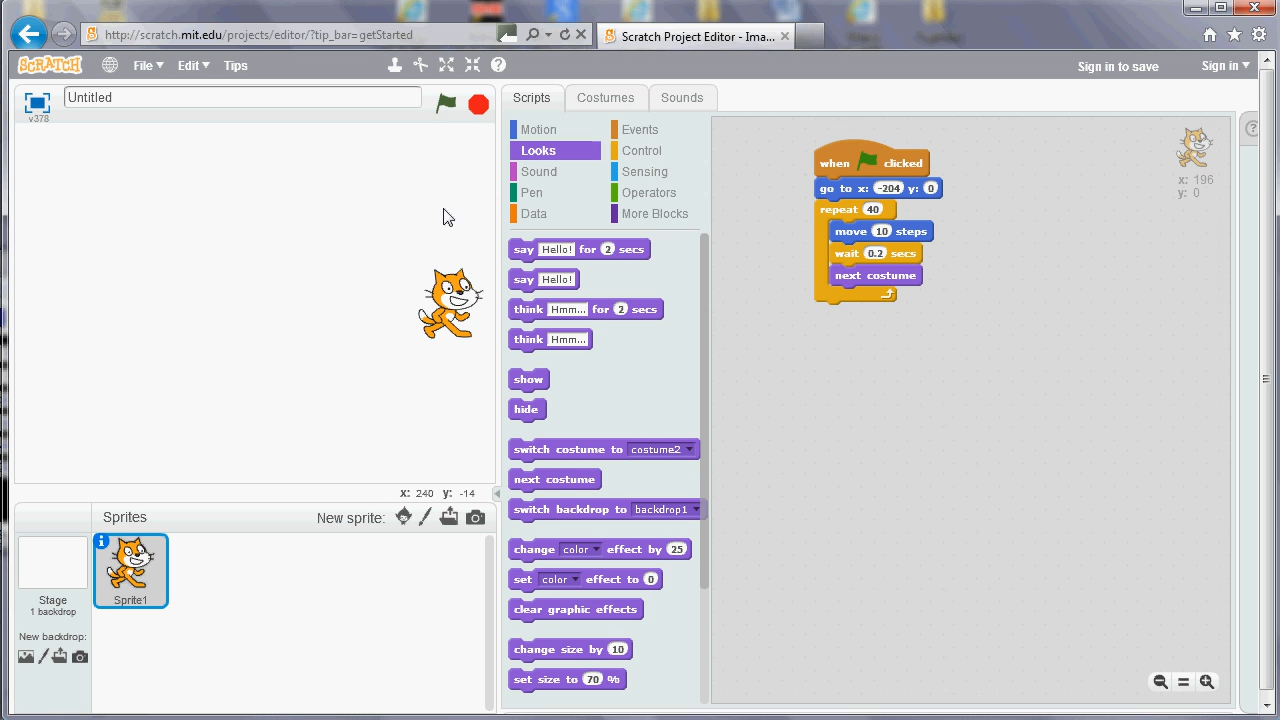 http://scratch.mit.edu/projects/editor/?tip_bar=getStarted
Scratch Project Editor - Ima...
SCRATCH
File
Edit
Tips
Sign in to save
Sign in
v378
Untitled
Scripts
Costumes
Sounds
Motion
Events
Looks
Control
Sound
Sensing
Pen
Operators
Data
More Blocks
say Hello! for 2 secs
say Hello!
think Hmm... for 2 secs
think Hmm...
show
hide
switch costume to costume2
next costume
switch backdrop to backdrop1
change color effect by 25
set color effect to 0
clear graphic effects
change size by 10
set size to 70 %
when clicked
go to x: -204 y: 0
repeat 40
move 10 steps
wait 0.2 secs
next costume
x: 196
y: 0
x: 240 y: -14
Sprites
New sprite:
Sprite1
Stage
1 backdrop
New backdrop: